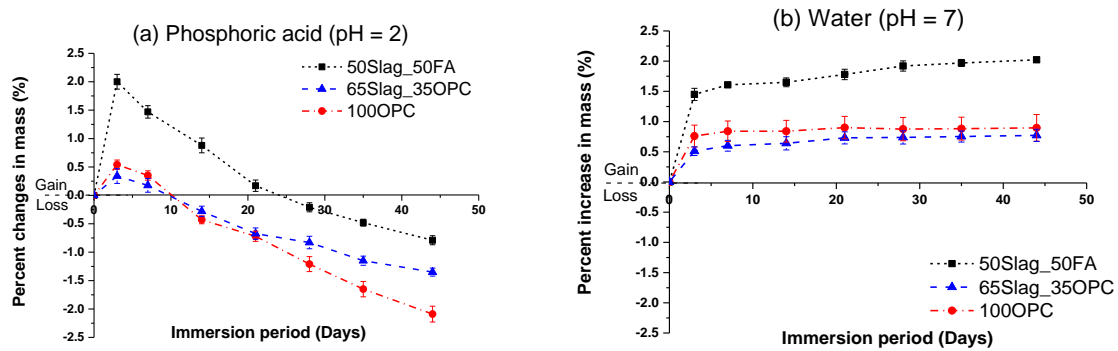 (a) Phosphoric acid (pH = 2)
Percent changes in mass (%)
2.5
2.0
1.5
1.0
0.5
0.0
-0.5
-1.0
-1.5
-2.0
-2.5
Gain
Loss
0 10 20 30 40 50
50Slag_50FA
65Slag_35OPC
100OPC
Immersion period (Days)
(b) Water (pH = 7)
Percent increase in mass (%)
2.5
2.0
1.5
1.0
0.5
0.0
-0.5
-1.0
-1.5
-2.0
-2.5
Gain
Loss
0 10 20 30 40 50
50Slag_50FA
65Slag_35OPC
100OPC
Immersion period (Days)